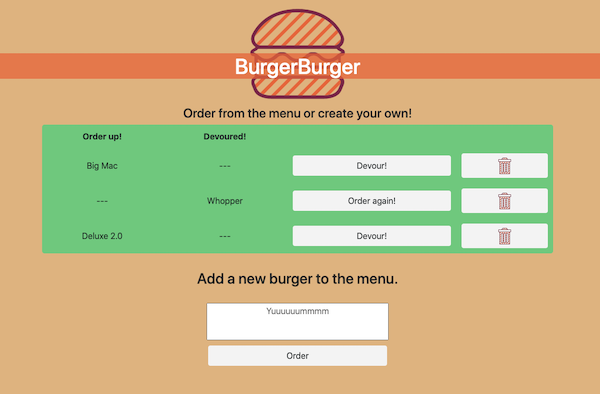 BurgerBurger
Order from the menu or create your own!
Order up! Devoured!
Big Mac --- Devour!
--- Whopper Order again!
Deluxe 2.0 --- Devour!
Add a new burger to the menu.
Yuuuuuummmm
Order